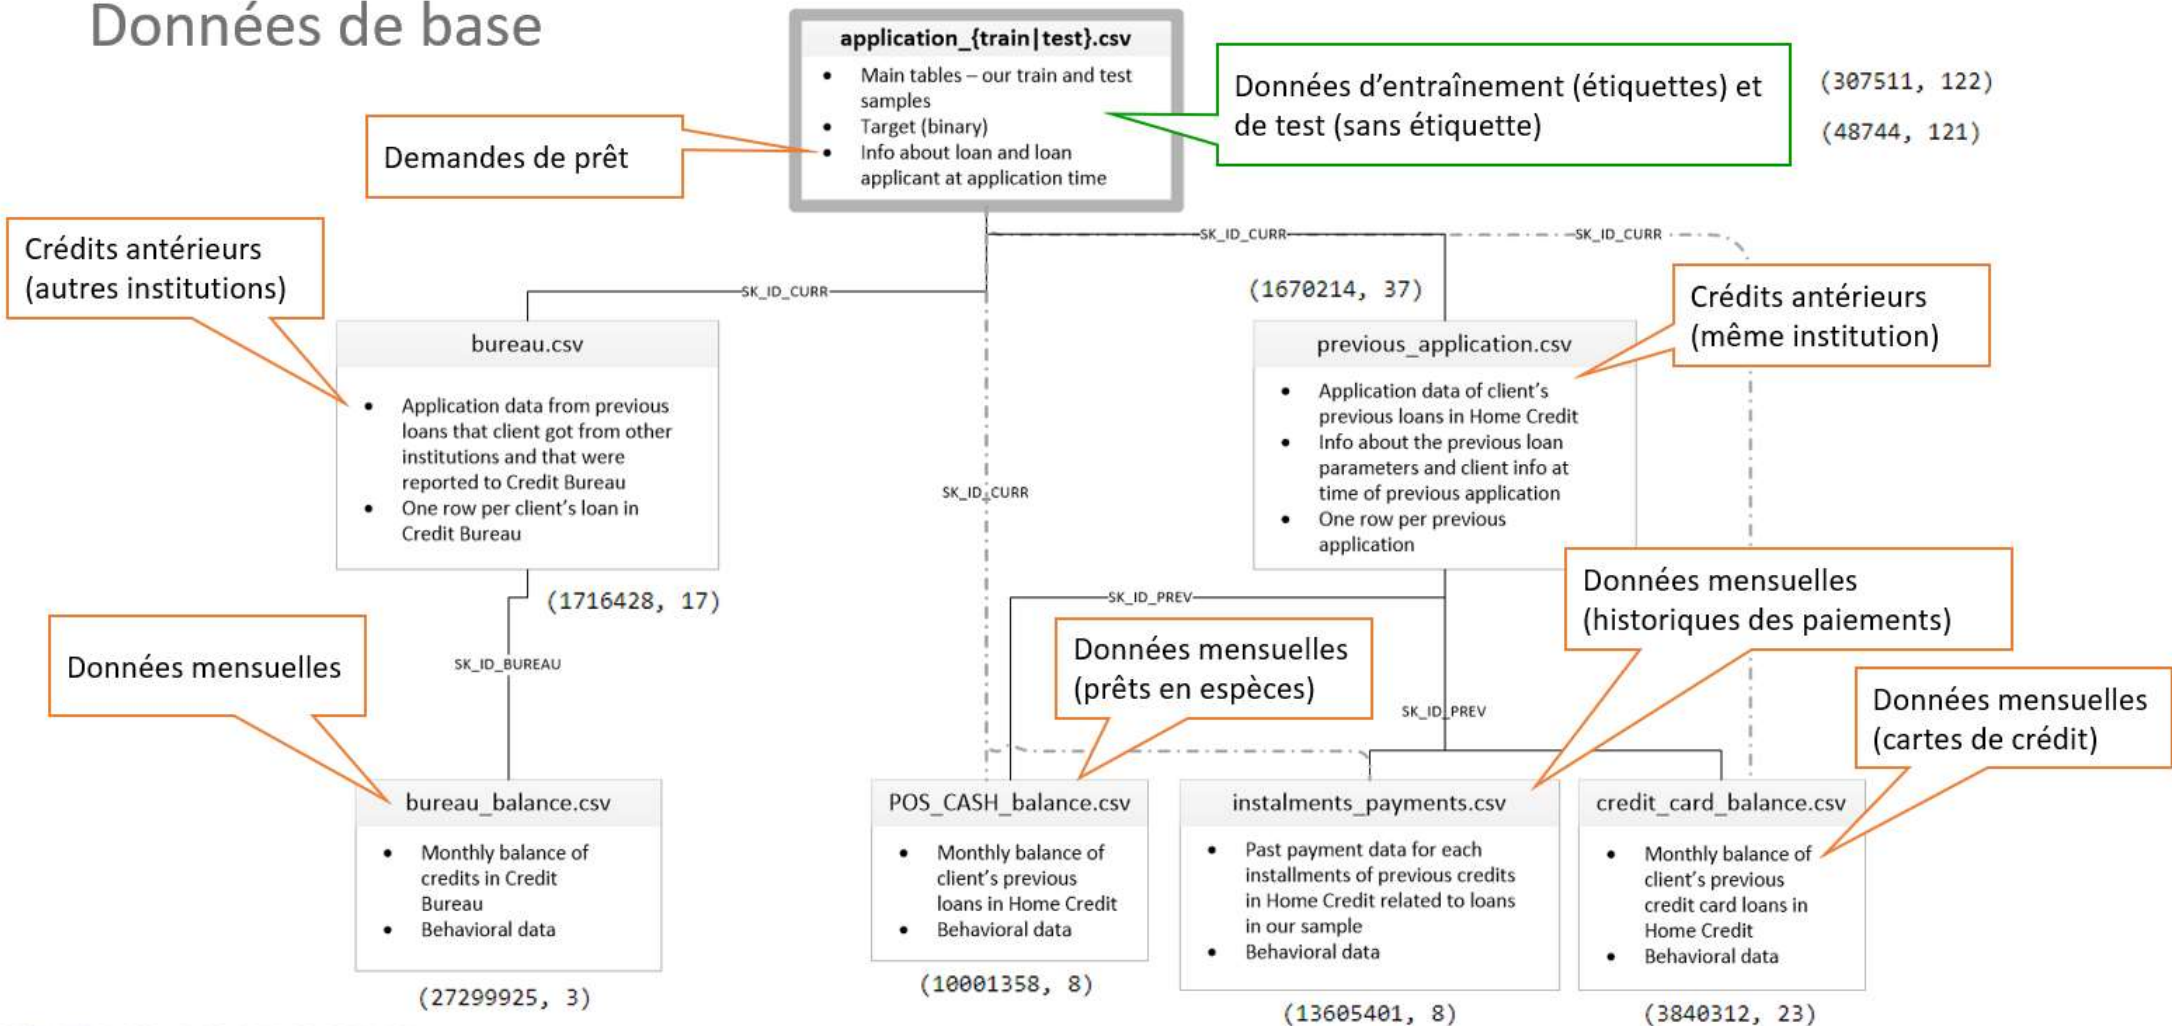 Données de base
application_{train|test}.csv
• Main tables – our train and test
samples
• Target (binary)
• Info about loan and loan
applicant at application time
Données d’entraînement (étiquettes) et
de test (sans étiquette)
(307511, 122)
(48744, 121)
Demandes de prêt
Crédits antérieurs
(autres institutions)
SK_ID_CURR
SK_ID_CURR
SK_ID_CURR
(1670214, 37)
Crédits antérieurs
(même institution)
bureau.csv
• Application data from previous
loans that client got from other
institutions and that were
reported to Credit Bureau
• One row per client’s loan in
Credit Bureau
(1716428, 17)
previous_application.csv
• Application data of client’s
previous loans in Home Credit
• Info about the previous loan
parameters and client info at
time of previous application
• One row per previous
application
SK_ID_CURR
SK_ID_PREV
Données mensuelles
(historiques des paiements)
Données mensuelles
SK_ID_BUREAU
Données mensuelles
(prêts en espèces)
SK_ID_PREV
Données mensuelles
(cartes de crédit)
bureau_balance.csv
• Monthly balance of
credits in Credit
Bureau
• Behavioral data
(27299925, 3)
POS_CASH_balance.csv
• Monthly balance of
client’s previous
loans in Home Credit
• Behavioral data
(10001358, 8)
instalments_payments.csv
• Past payment data for each
installments of previous credits
in Home Credit related to loans
in our sample
• Behavioral data
(13605401, 8)
credit_card_balance.csv
• Monthly balance of
client’s previous
credit card loans in
Home Credit
• Behavioral data
(3840312, 23)